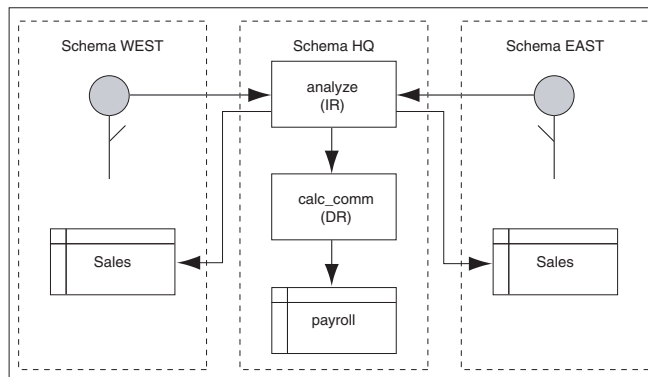 Schema WEST
Schema HQ
Schema EAST
analyze
(IR)
calc_comm
(DR)
Sales
Sales
payroll